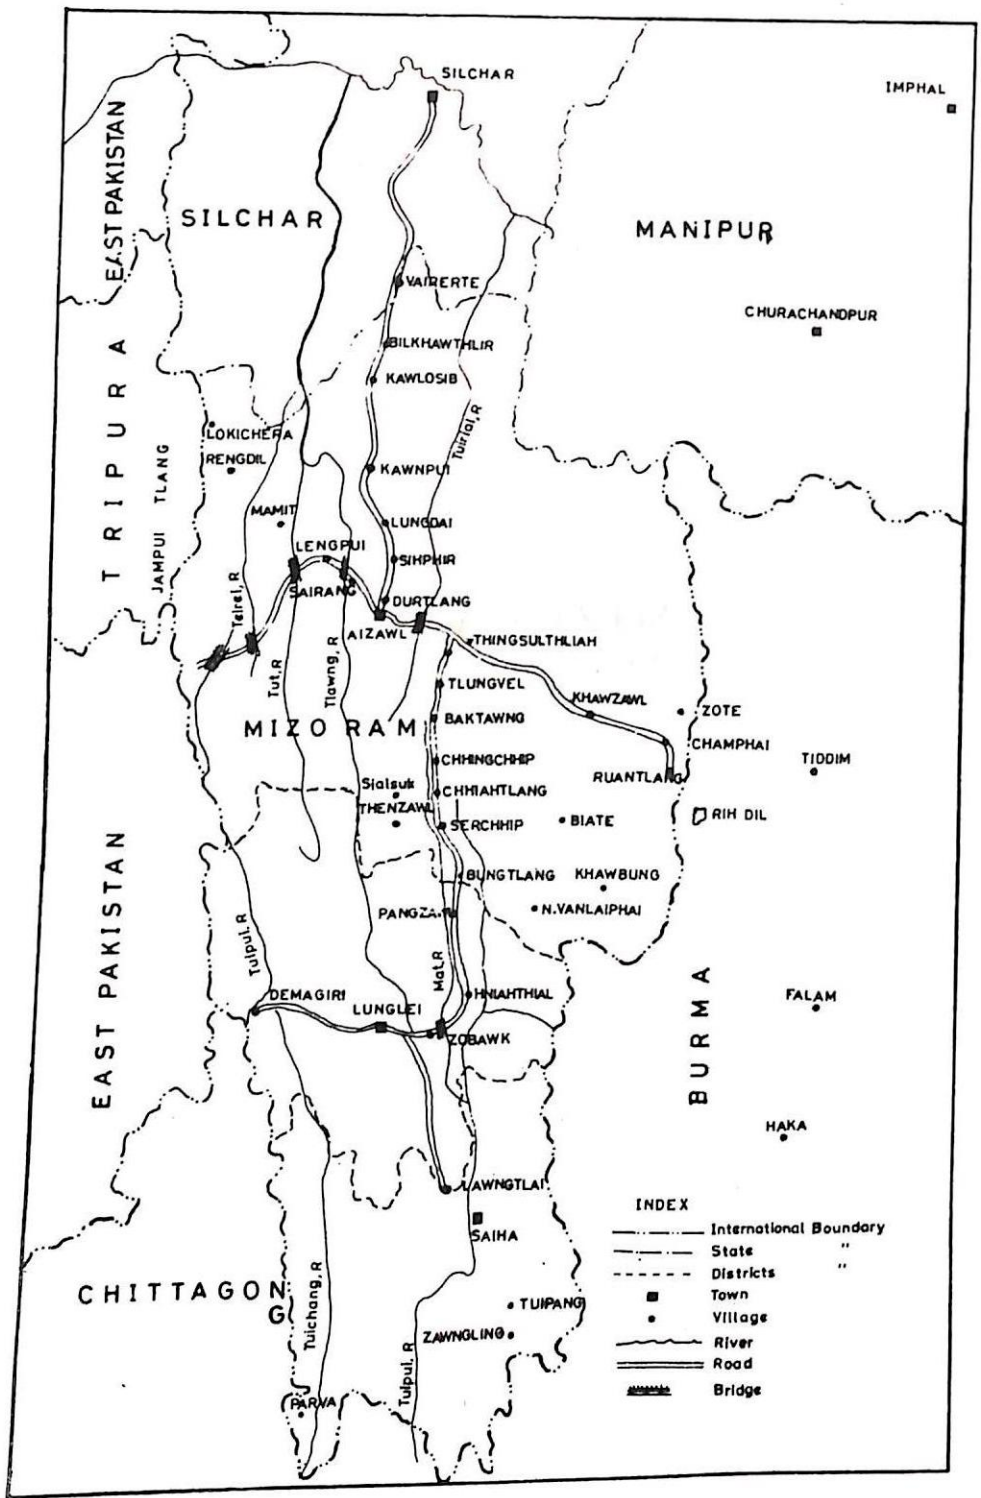 SILCHAR
IMPHAL
EAST PAKISTAN
SILCHAR
MANIPUR
VAIRERTE
CHURACHANDPUR
BILKHAWTHLIR
KAWLOSIB
TRIPURA
LOKICHERA
Tuirial, R
RENGDIL
KAWNPUI
JAMPUI TLANG
MAMIT
LUNGDAI
LENGPUI
SIHPHIR
SAIRANG
Teirei, R
DURTLANG
AIZAWL
THINGSULTHLIAH
Tut, R
Tlawng, R
TLUNGVEL
KHAWZAWL
ZOTE
MIZORAM
BAKTAWNG
CHAMPHAI
CHHINGCHHIP
TIDDIM
RUANTLANG
Sialsuk
CHHIAHTLANG
THENZAWL
SERCHHIP
BIATE
RIH DIL
EAST PAKISTAN
BUNGTLANG
KHAWBUNG
PANGZA
N.VANLAIPHAI
Tuipui, R
Mat, R
BURMA
DEMAGIRI
LUNGLEI
HNIAHTHIAL
FALAM
ZOBAWK
HAKA
LAWNGTLAI
SAIHA
CHITTAGONG
G
Tuichang, R
TUIPANG
ZAWNGLING
Tuipui, R
PARVA
INDEX
International Boundary
State "
Districts "
Town
Village
River
Road
Bridge